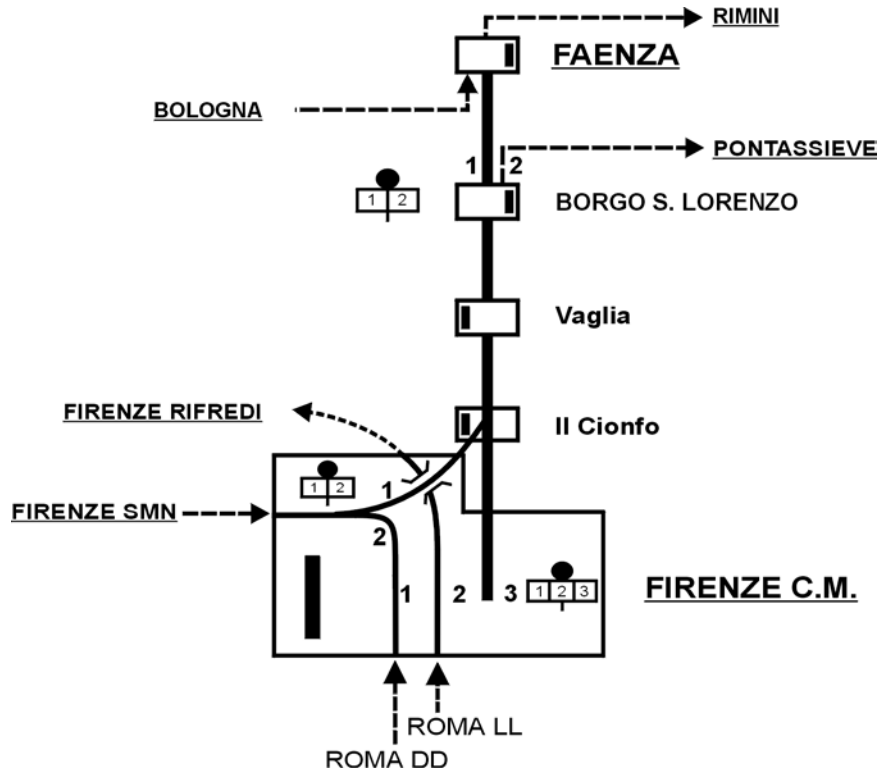 RIMINI
FAENZA
BOLOGNA
1 2
PONTASSIEVE
1 2
BORGO S. LORENZO
Vaglia
FIRENZE RIFREDI
Il Cionfo
1 2
1
FIRENZE SMN
2
1 2 3
1 2 3
FIRENZE C.M.
ROMA LL
ROMA DD